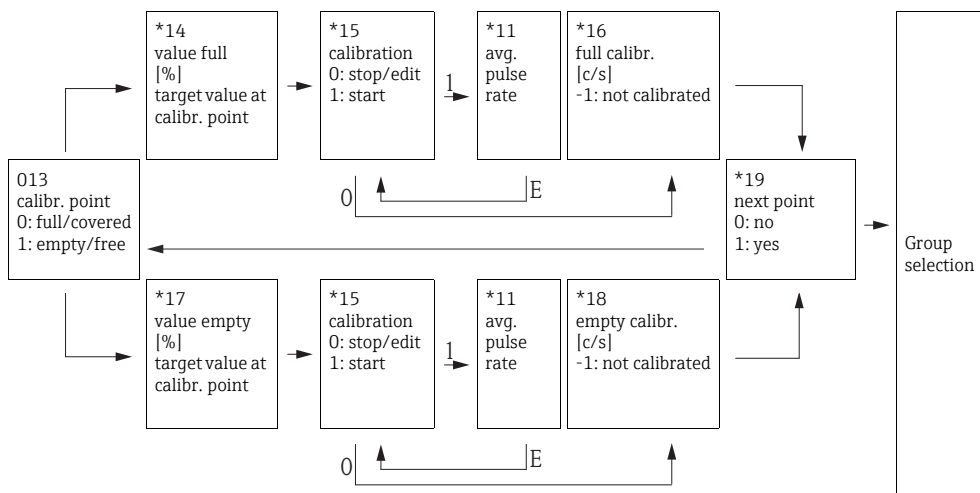 *14
value full
[%]
target value at
calibr. point
*15
calibration
0: stop/edit
1: start
1
*11
avg.
pulse
rate
*16
full calibr.
[c/s]
-1: not calibrated
0
E
013
calibr. point
0: full/covered
1: empty/free
*19
next point
0: no
1: yes
Group
selection
*17
value empty
[%]
target value at
calibr. point
*15
calibration
0: stop/edit
1: start
1
*11
avg.
pulse
rate
*18
empty calibr.
[c/s]
-1: not calibrated
0
E